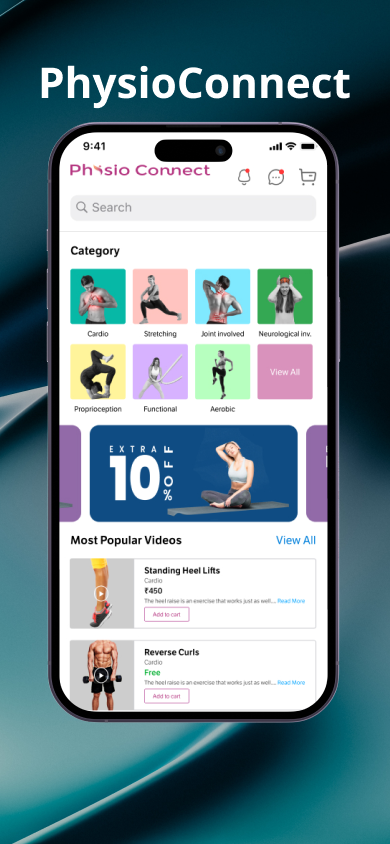 PhysioConnect
9:41
Physio Connect
Search
Category
Cardio
Stretching
Joint involved
Neurological inv.
Proprioception
Functional
Aerobic
View All
EXTRA
10%OFF
Most Popular Videos
View All
Standing Heel Lifts
Cardio
₹450
The heel raise is an exercise that works just as well.... Read More
Add to cart
Reverse Curls
Cardio
Free
The heel raise is an exercise that works just as well.... Read More
Add to cart